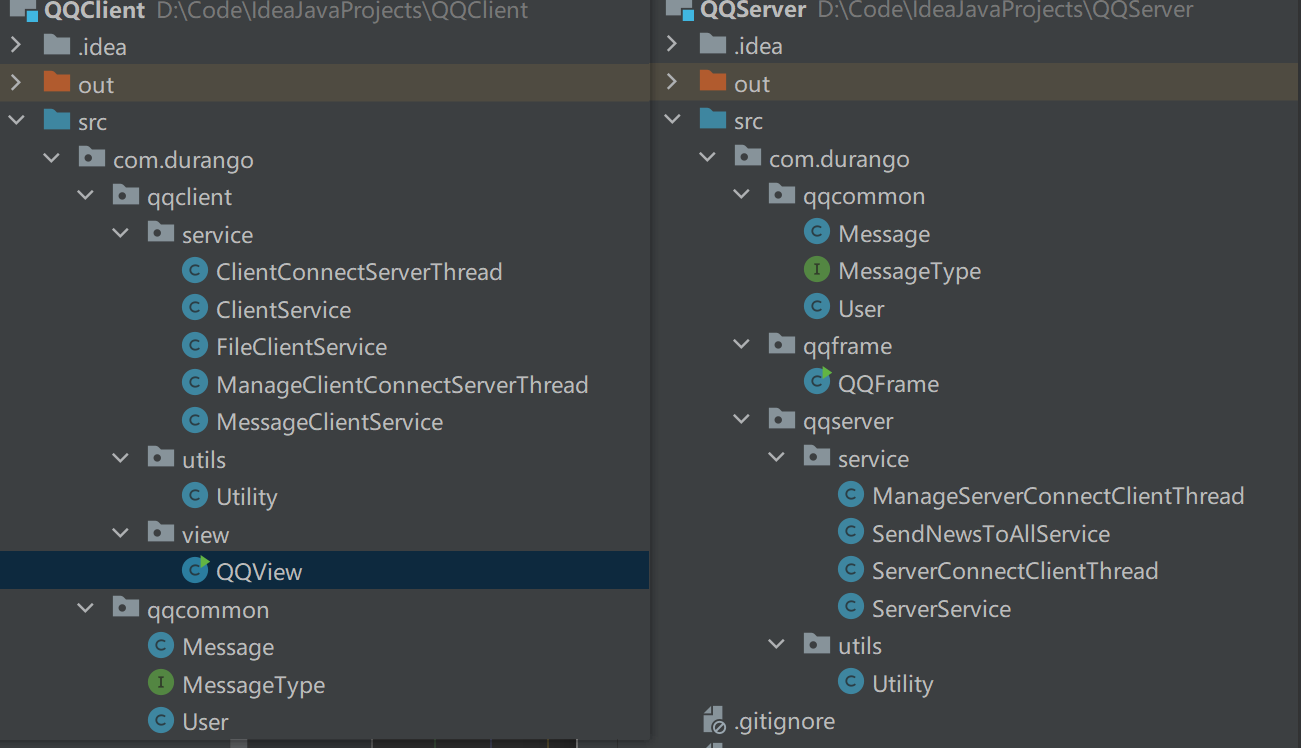 QQClient D:\Code\IdeaJavaProjects\QQClient
.idea
out
src
com.durango
qqclient
service
ClientConnectServerThread
ClientService
FileClientService
ManageClientConnectServerThread
MessageClientService
utils
Utility
view
QQView
qqcommon
Message
MessageType
User
QQServer D:\Code\IdeaJavaProjects\QQServer
.idea
out
src
com.durango
qqcommon
Message
MessageType
User
qqframe
QQFrame
qqserver
service
ManageServerConnectClientThread
SendNewsToAllService
ServerConnectClientThread
ServerService
utils
Utility
.gitignore